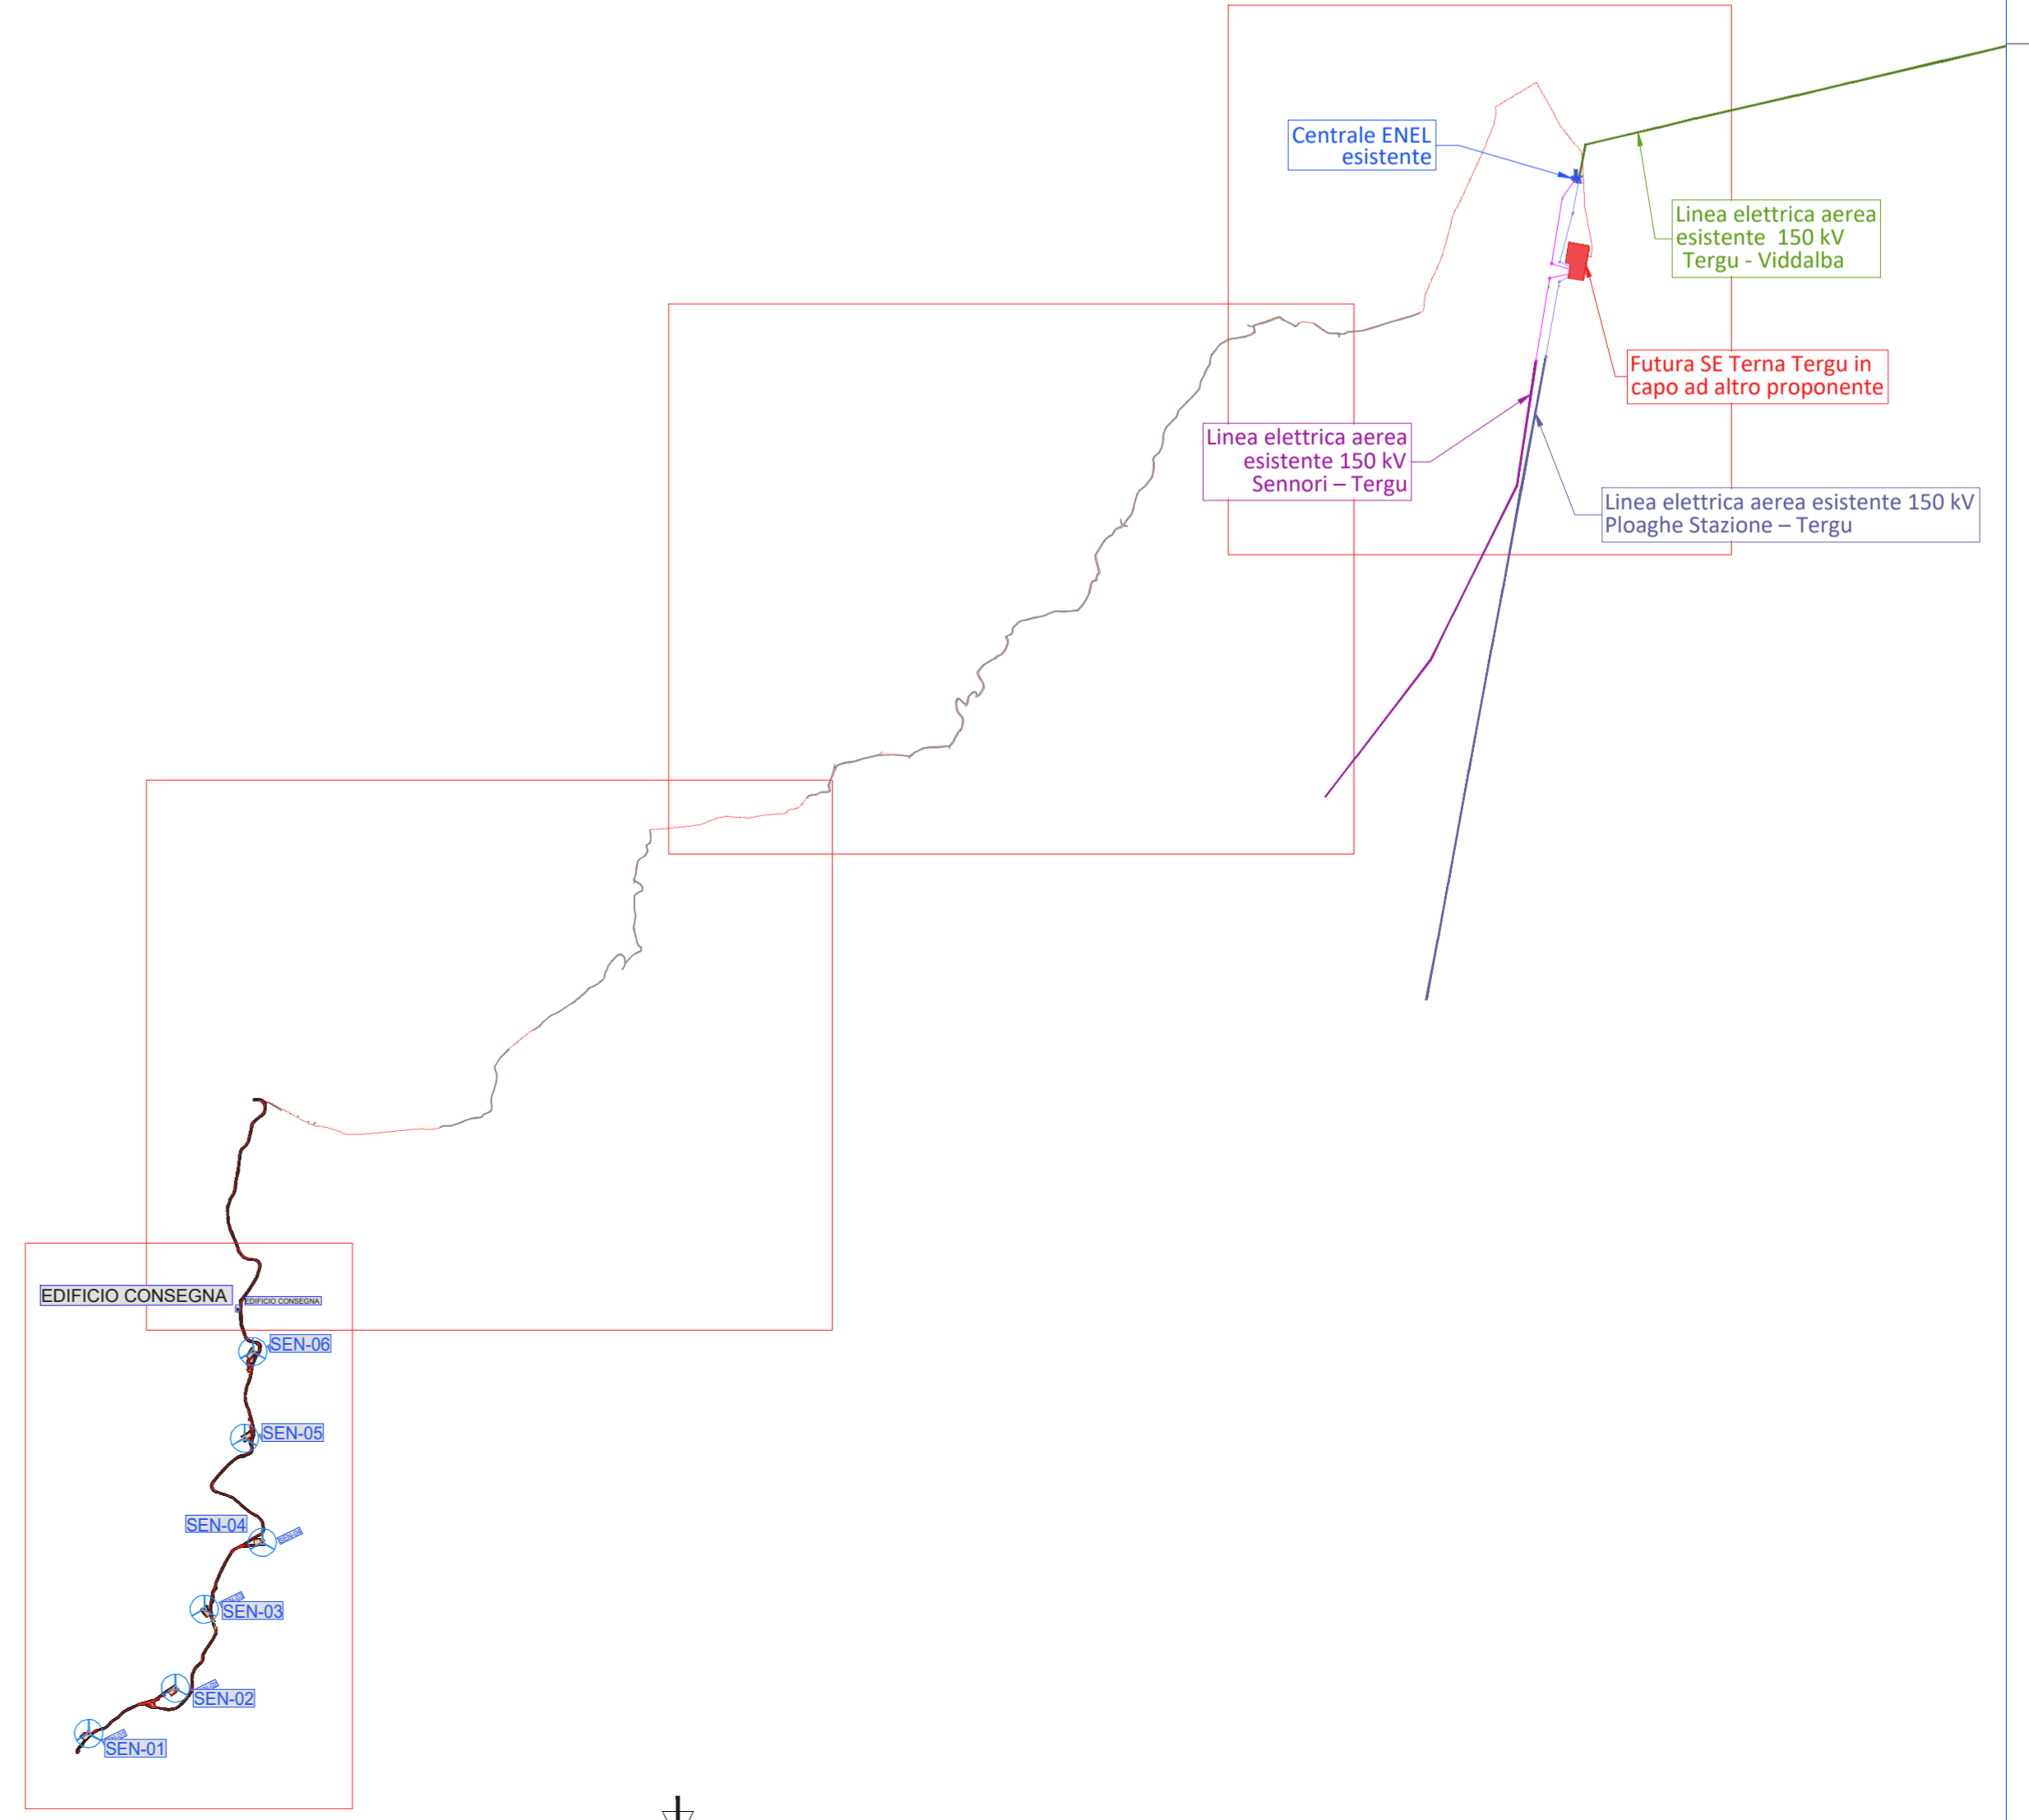 Centrale ENEL
esistente
Linea elettrica aerea
esistente 150 kV
Tergu - Viddalba
Futura SE Terna Tergu in
capo ad altro proponente
Linea elettrica aerea
esistente 150 kV
Sennori – Tergu
Linea elettrica aerea esistente 150 kV
Ploaghe Stazione – Tergu
EDIFICIO CONSEGNA
EDIFICIO CONSEGNA
SEN-06
SEN-05
SEN-04
SEN-03
SEN-02
SEN-01